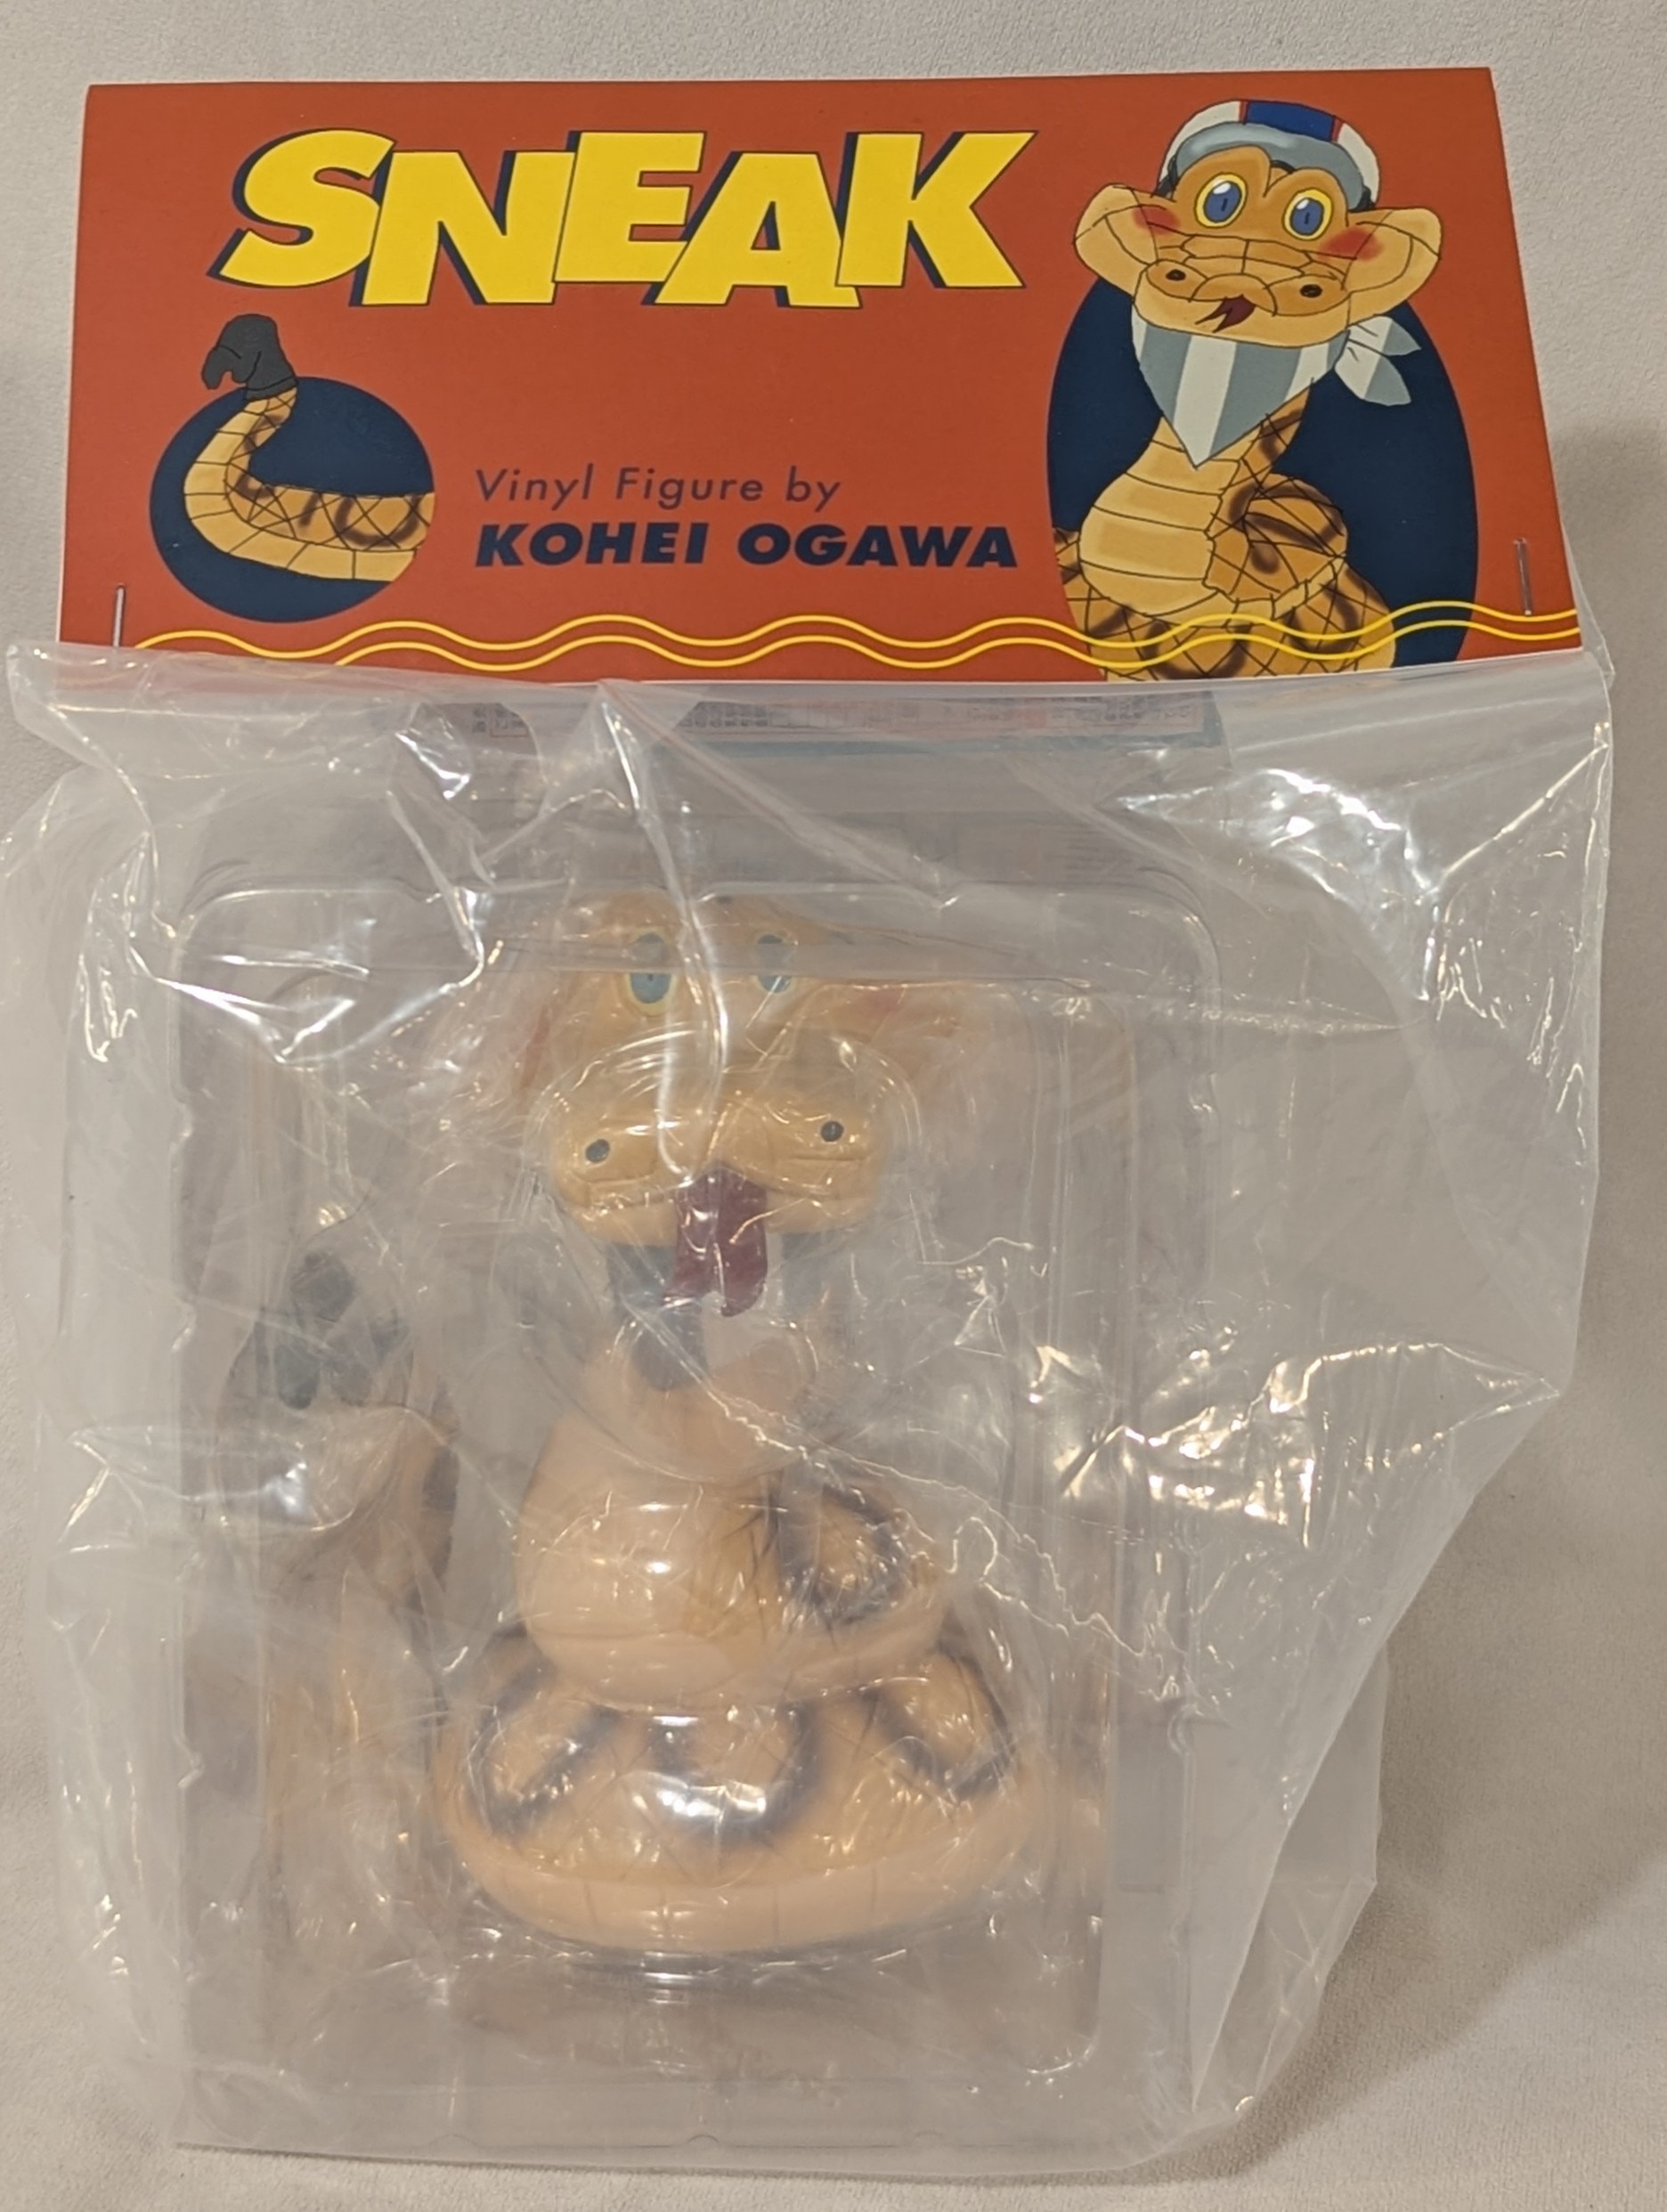 SNEAK
Vinyl Figure by
KOHEI OGAWA